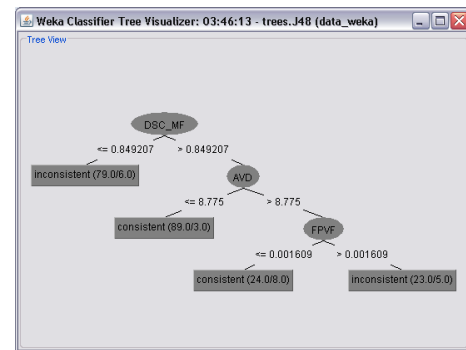 Weka Classifier Tree Visualizer: 03:46:13 - trees.J48 (data_weka)
Tree View
DSC_MF
<= 0.849207 > 0.849207
inconsistent (79.0/6.0) AVD
<= 8.775 > 8.775
consistent (89.0/3.0) FPVF
<= 0.001609 > 0.001609
consistent (24.0/8.0) inconsistent (23.0/5.0)